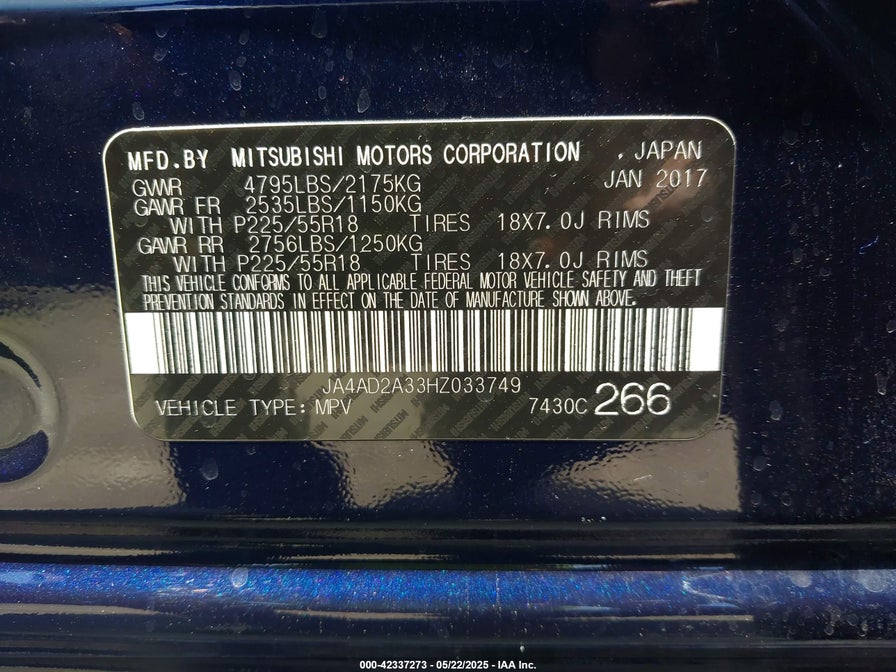 MFD.BY MITSUBISHI MOTORS CORPORATION , JAPAN
GVWR 4795LBS/2175KG JAN 2017
GAWR FR 2535LBS/1150KG
WITH P225/55R18 TIRES 18X7.0J RIMS
GAWR RR 2756LBS/1250KG
WITH P225/55R18 TIRES 18X7.0J RIMS
THIS VEHICLE CONFORMS TO ALL APPLICABLE FEDERAL MOTOR VEHICLE SAFETY AND THEFT
PREVENTION STANDARDS IN EFFECT ON THE DATE OF MANUFACTURE SHOWN ABOVE.
JA4AD2A33HZ033749
VEHICLE TYPE: MPV 7430C 266
000-42337273 - 05/22/2025 - IAA Inc.